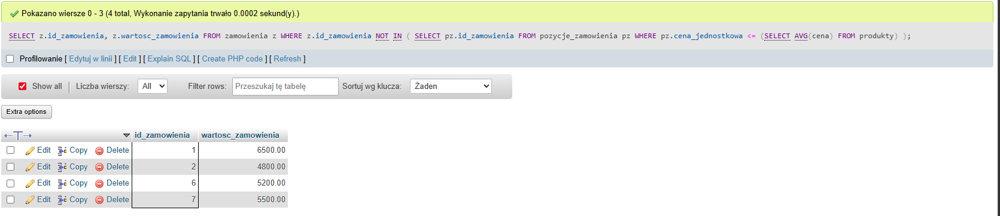 Pokazano wiersze 0 - 3 (4 total, Wykonanie zapytania trwało 0.0002 sekund(y).)
SELECT z.id_zamowienia, z.wartosc_zamowienia FROM zamowienia z WHERE z.id_zamowienia NOT IN ( SELECT pz.id_zamowienia FROM pozycje_zamowienia pz WHERE pz.cena_jednostkowa <= (SELECT AVG(cena) FROM produkty) );
Profilowanie [ Edytuj w linii ] [ Edit ] [ Explain SQL ] [ Create PHP code ] [ Refresh ]
Show all Liczba wierszy: All Filter rows: Przeszukaj tę tabelę Sortuj wg klucza: Żaden
Extra options
id_zamowienia wartosc_zamowienia
Edit Copy Delete 1 6500.00
Edit Copy Delete 2 4800.00
Edit Copy Delete 6 5200.00
Edit Copy Delete 7 5500.00